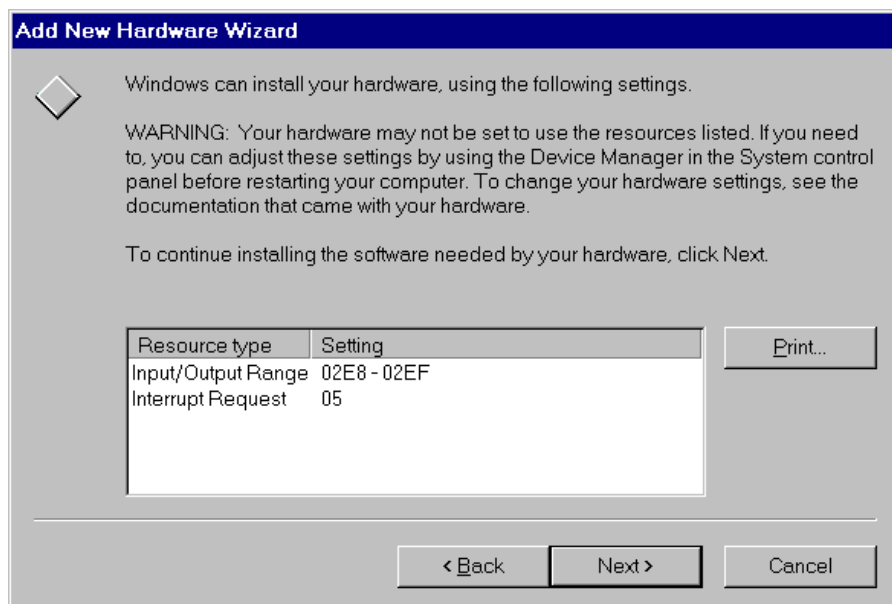 Add New Hardware Wizard
Windows can install your hardware, using the following settings.
WARNING: Your hardware may not be set to use the resources listed. If you need
to, you can adjust these settings by using the Device Manager in the System control
panel before restarting your computer. To change your hardware settings, see the
documentation that came with your hardware.
To continue installing the software needed by your hardware, click Next.
Resource type Setting
Input/Output Range 02E8 - 02EF
Interrupt Request 05
Print...
< Back Next > Cancel